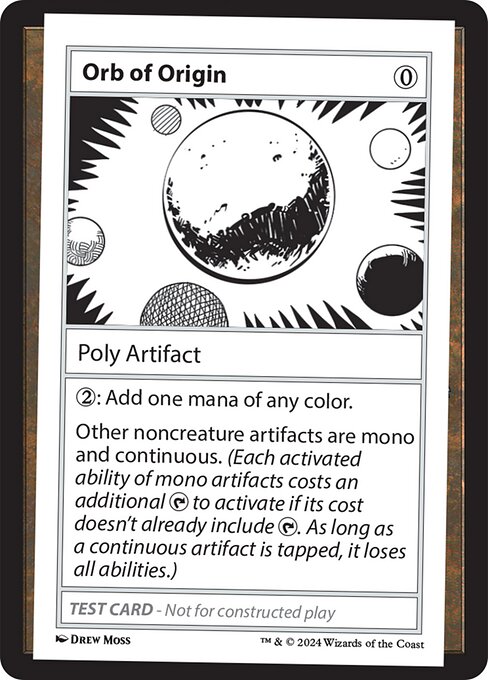 Orb of Origin 0
Poly Artifact
②: Add one mana of any color.
Other noncreature artifacts are mono
and continuous. (Each activated
ability of mono artifacts costs an
additional to activate if its cost
doesn't already include . As long as
a continuous artifact is tapped, it loses
all abilities.)
TEST CARD - Not for constructed play
DREW MOSS ™ & © 2024 Wizards of the Coast